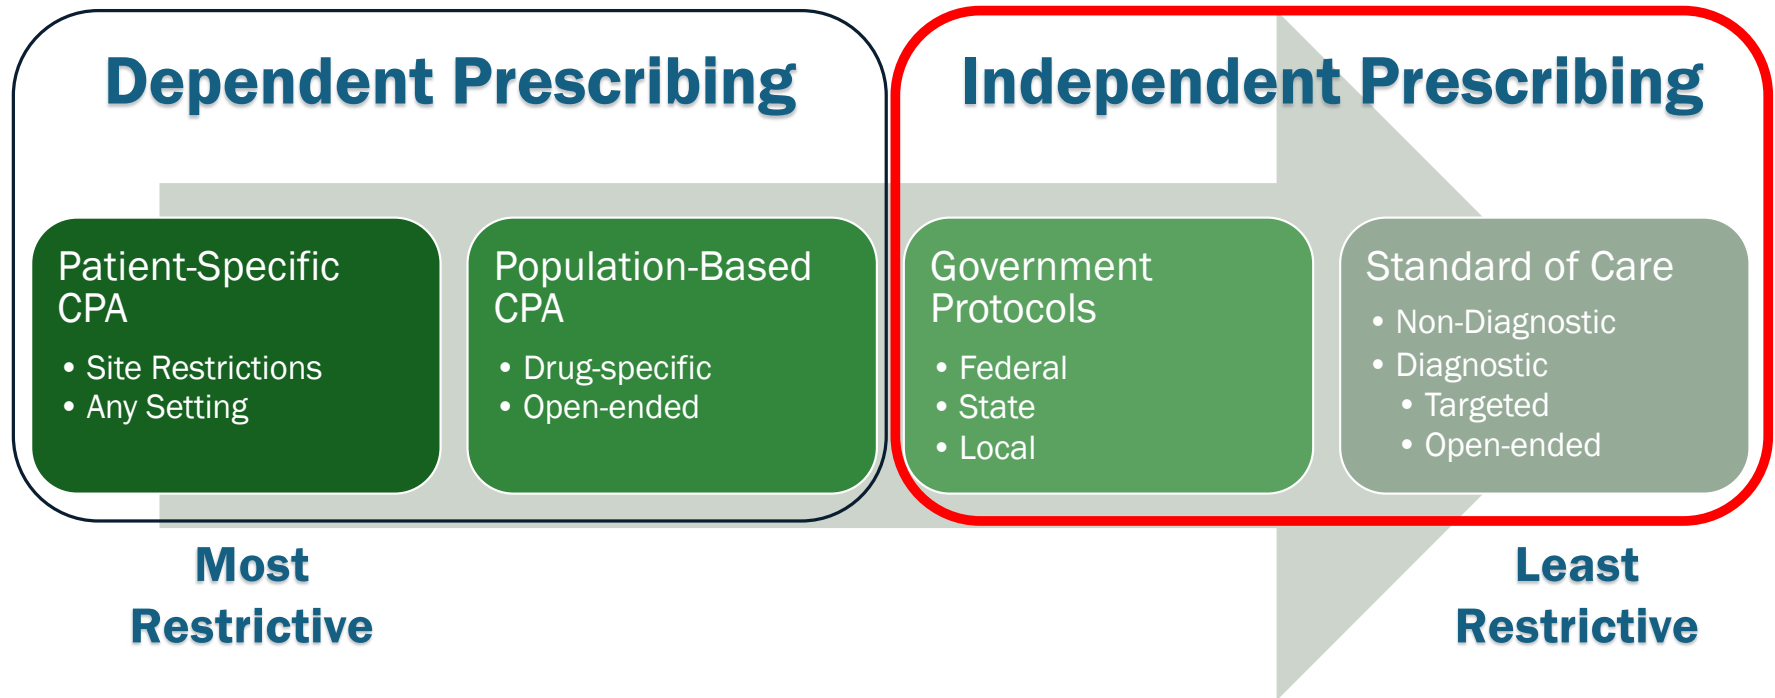 Dependent Prescribing
Independent Prescribing
Patient-Specific
CPA
• Site Restrictions
• Any Setting
Population-Based
CPA
• Drug-specific
• Open-ended
Government
Protocols
• Federal
• State
• Local
Standard of Care
• Non-Diagnostic
• Diagnostic
• Targeted
• Open-ended
Most
Restrictive
Least
Restrictive